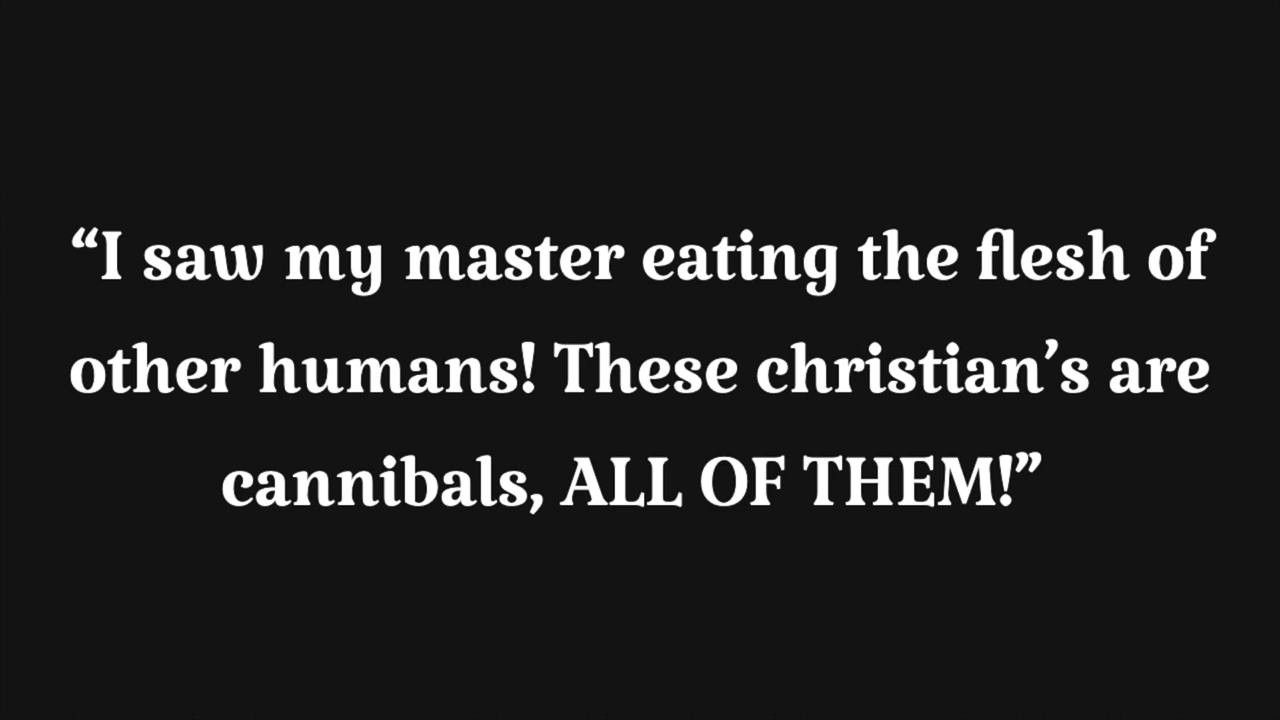 “I saw my master eating the flesh of
other humans! These christian’s are
cannibals, ALL OF THEM!”